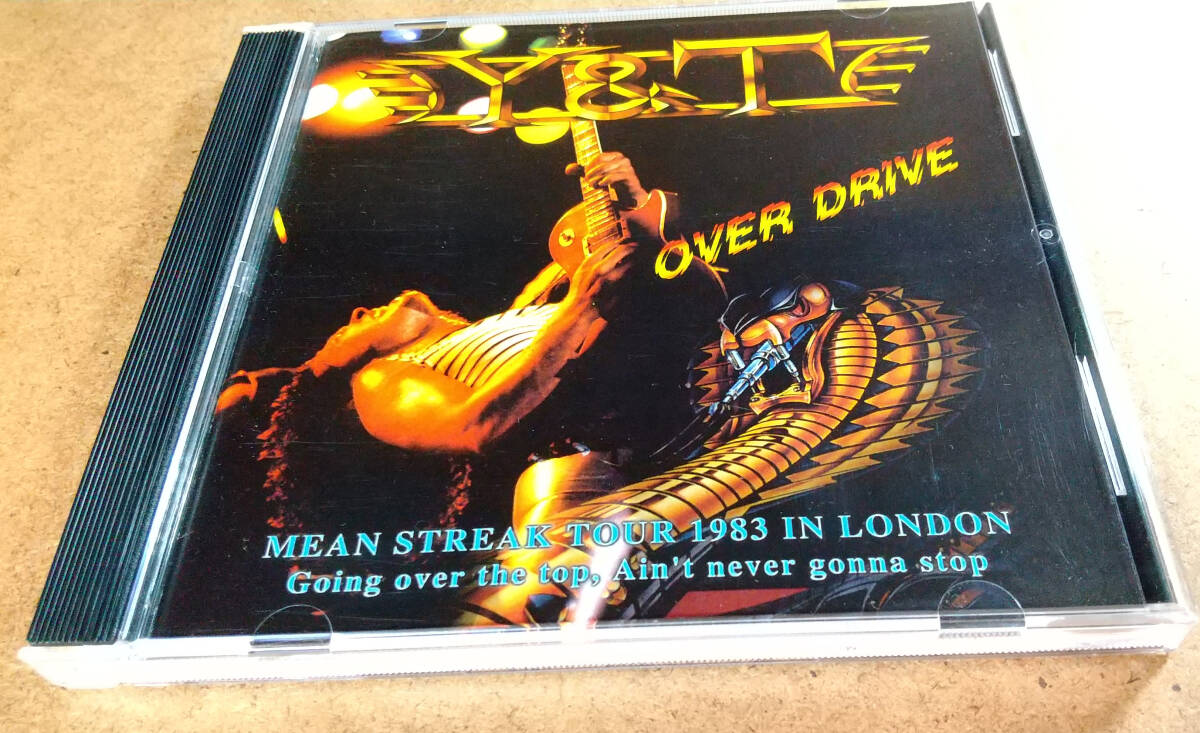 Y&T
OVER DRIVE
MEAN STREAK TOUR 1983 IN LONDON
Going over the top, Ain't never gonna stop